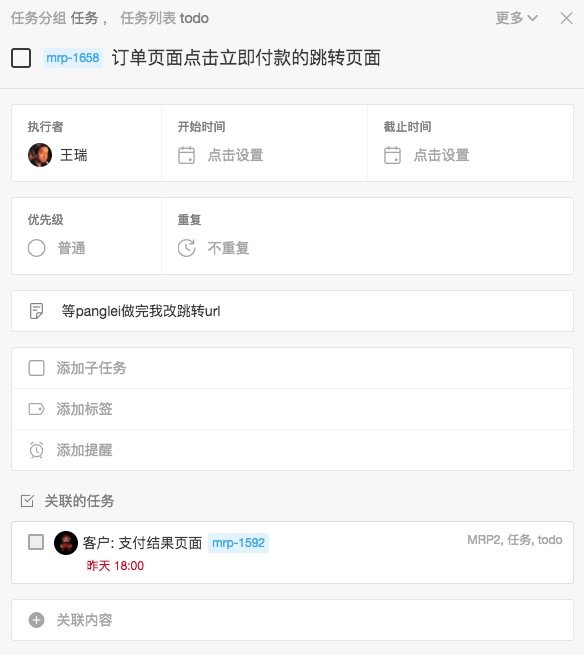 任务分组 任务 ， 任务列表 todo 更多
mrp-1658 订单页面点击立即付款的跳转页面
执行者 开始时间 截止时间
王瑞 点击设置 点击设置
优先级 重复
普通 不重复
等panglei做完我改跳转url
添加子任务
添加标签
添加提醒
关联的任务
客户: 支付结果页面 mrp-1592 MRP2, 任务, todo
昨天 18:00
关联内容